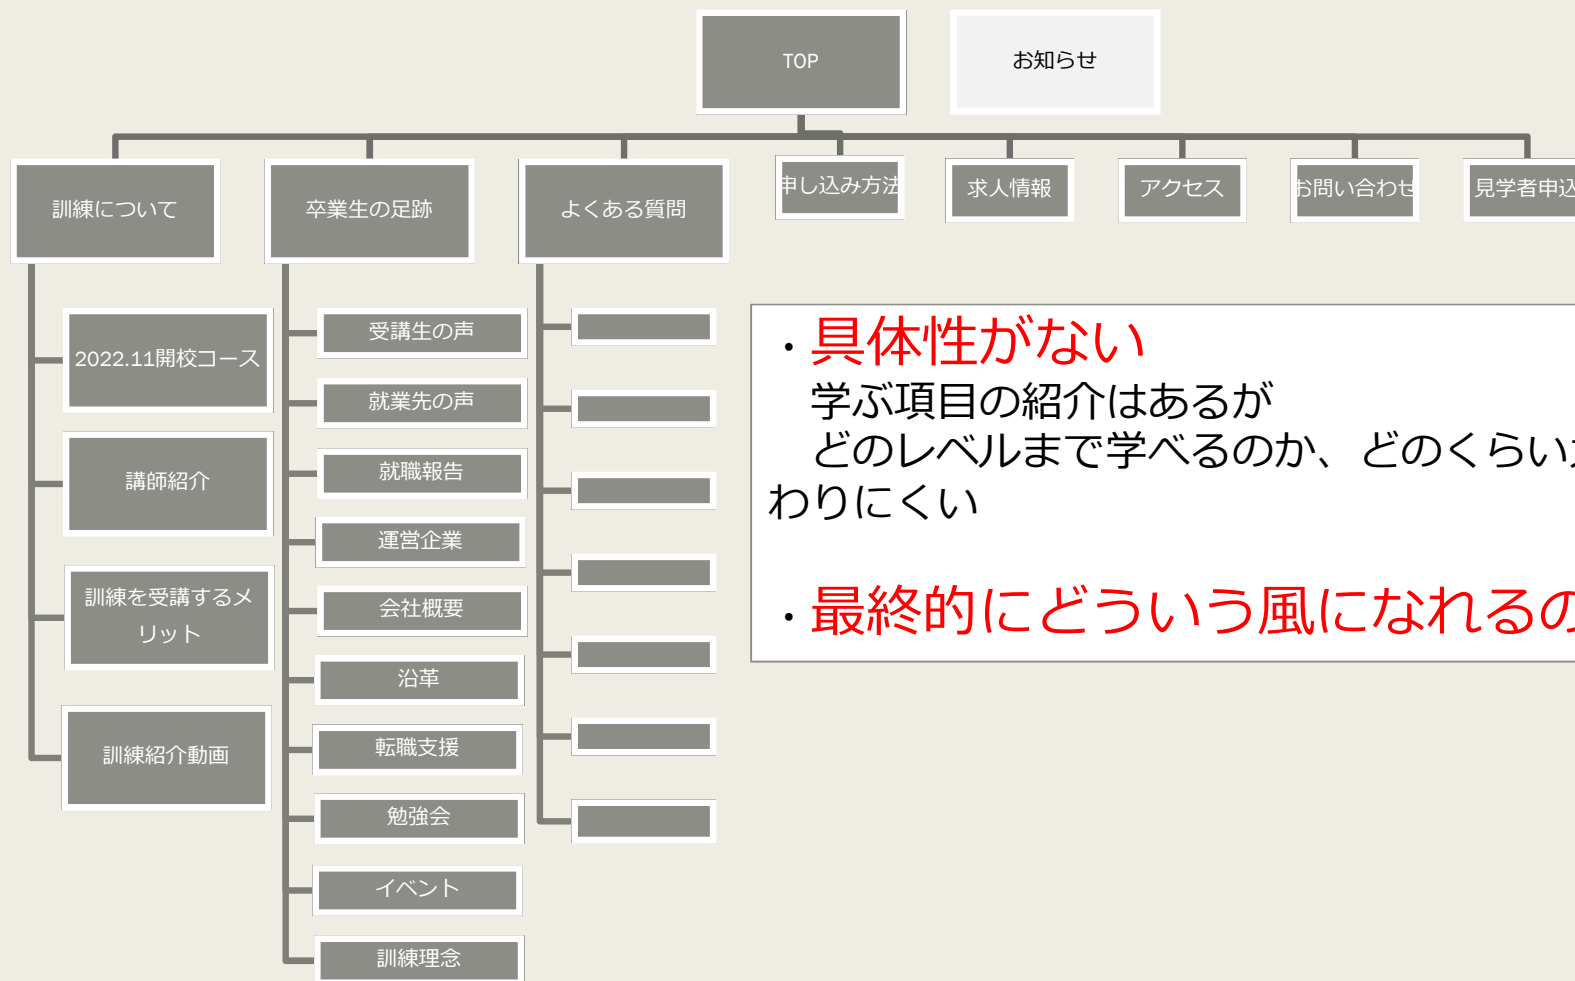 TOP
お知らせ
訓練について
卒業生の足跡
よくある質問
申し込み方法
求人情報
アクセス
お問い合わせ
見学者申込
2022.11開校コース
講師紹介
訓練を受講するメ
リット
訓練紹介動画
受講生の声
就業先の声
就職報告
運営企業
会社概要
沿革
転職支援
勉強会
イベント
訓練理念
・具体性がない
学ぶ項目の紹介はあるが
どのレベルまで学べるのか、どのくらい
わりにくい
・最終的にどういう風になれるの